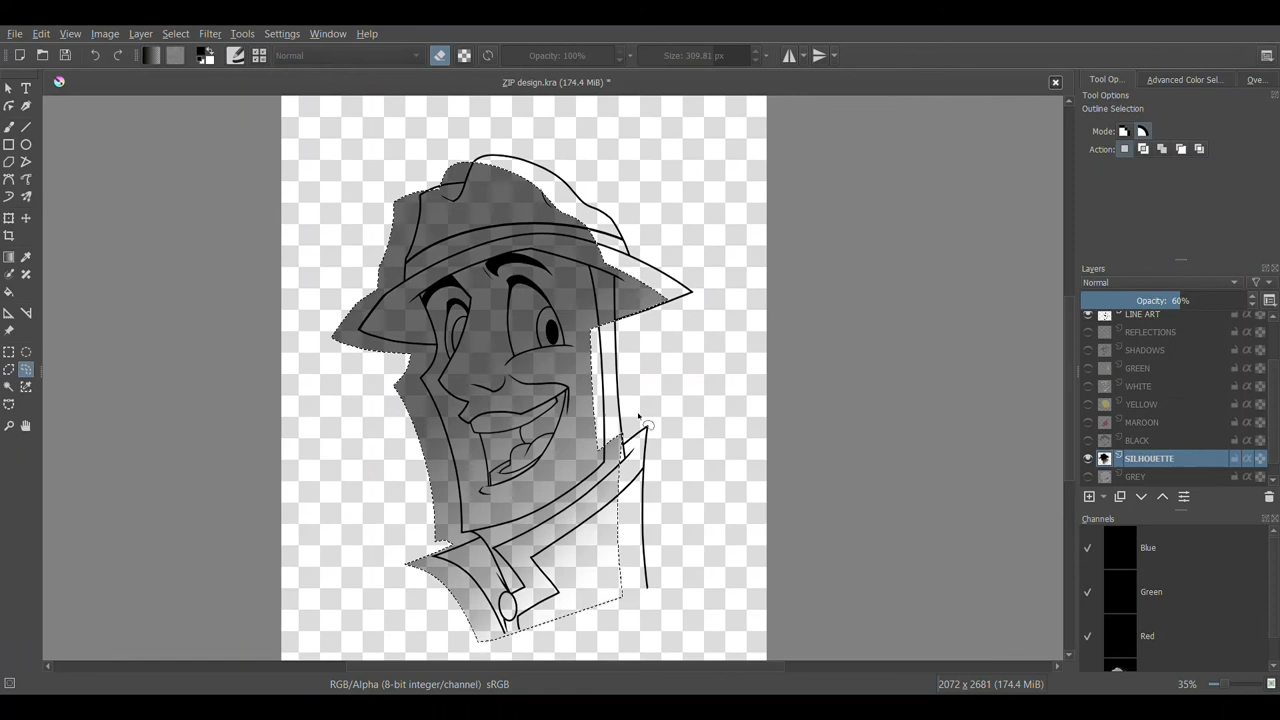 File Edit View Image Layer Select Filter Tools Settings Window Help
Normal Opacity: 100% Size: 309.81 px
ZIP design.kra (174.4 MiB) *
Tool Op... Advanced Color Sel... Ove...
Tool Options
Outline Selection
Mode:
Action:
Layers
Normal
Opacity: 60%
LINE ART
REFLECTIONS
SHADOWS
GREEN
WHITE
YELLOW
MAROON
BLACK
SILHOUETTE
GREY
Channels
Blue
Green
Red
RGB/Alpha (8-bit integer/channel) sRGB
2072 x 2681 (174.4 MiB)
35%